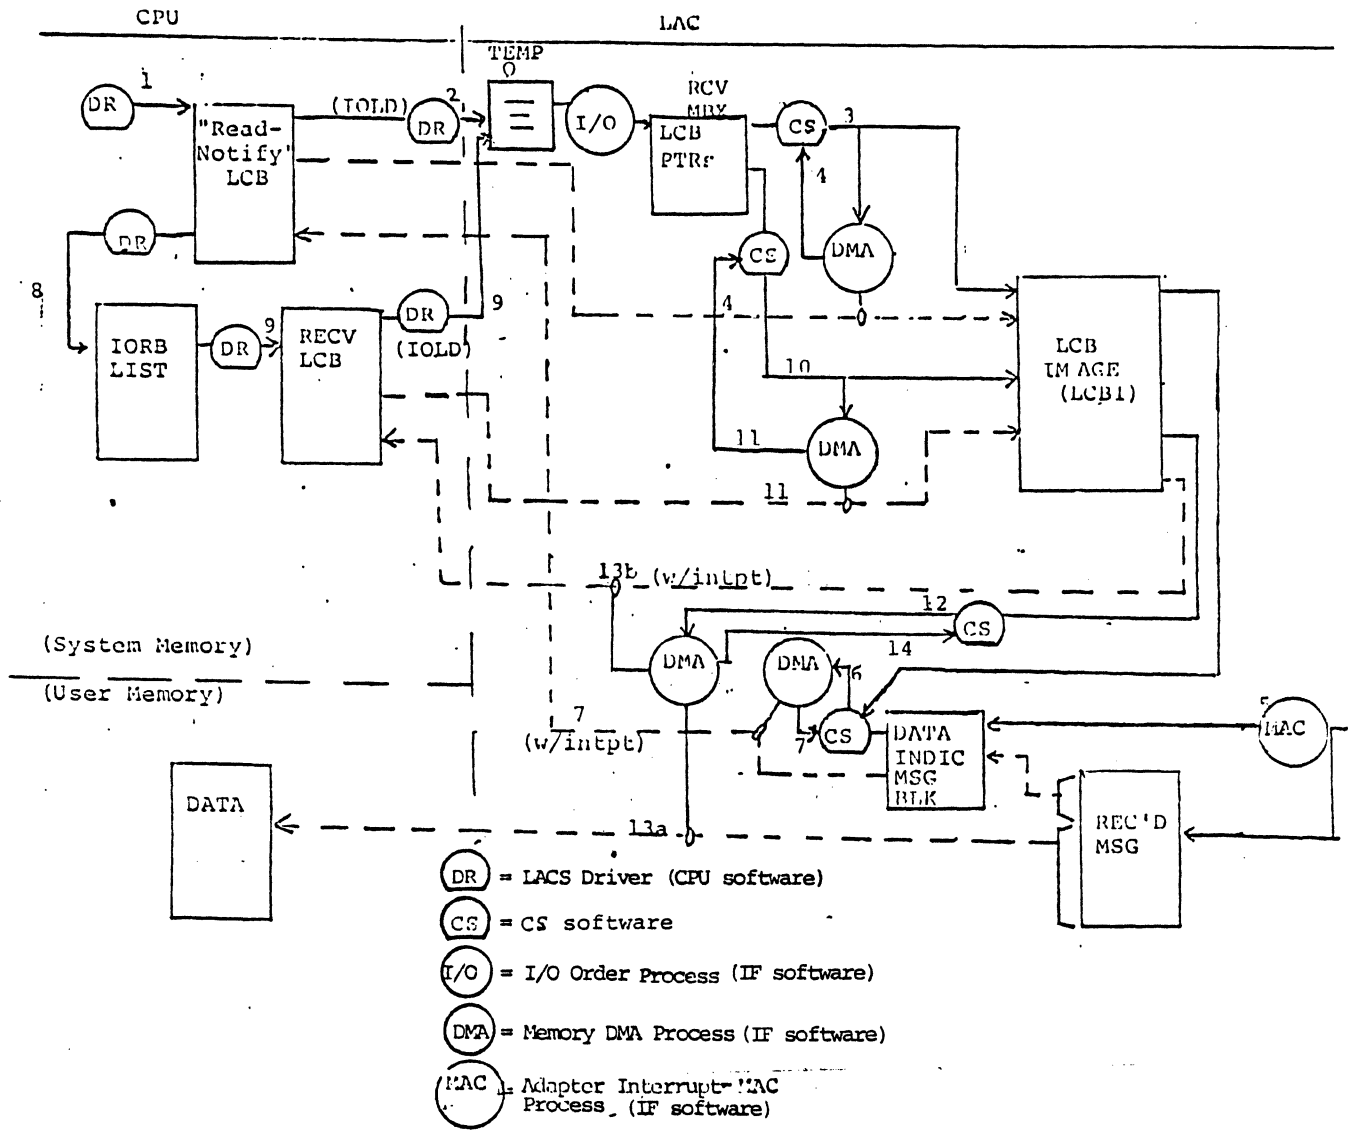 CPU
LAC
TEMP
Q
1
DR
"Read-
Notify"
LCB
(IOLD)
2
DR
I/O
RCV
MBX
LCB
PTRs
CS
3
4
DMA
DR
CS
8
4
9
IORB
LIST
DR
9
RECV
LCB
DR
(IOLD)
LCB
IMAGE
(LCBI)
10
11
DMA
11
13b (w/intpt)
12
CS
14
(System Memory)
(User Memory)
DMA
DMA
6
7
(w/intpt)
7
CS
DATA
INDIC
MSG
BLK
5
MAC
DATA
13a
REC'D
MSG
DR = LACS Driver (CPU software)
CS = CS software
I/O = I/O Order Process (IF software)
DMA = Memory DMA Process (IF software)
MAC = Adapter Interrupt-MAC
Process (IF software)